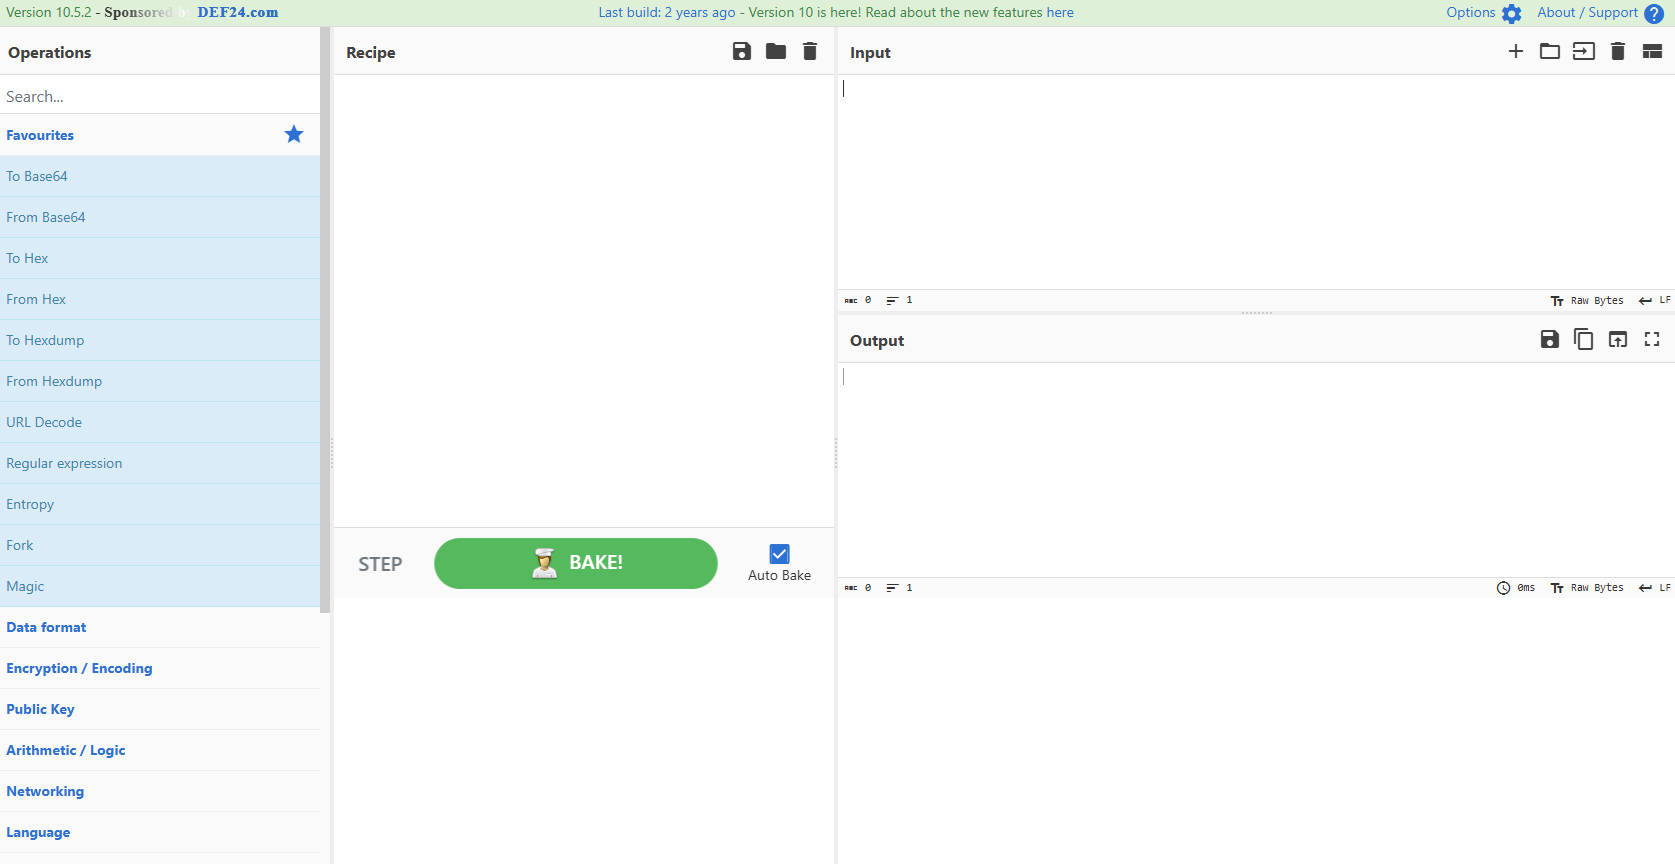 Version 10.5.2 - Sponsored by DEF24.com
Last build: 2 years ago - Version 10 is here! Read about the new features here
Options
About / Support
Operations
Search...
Favourites
To Base64
From Base64
To Hex
From Hex
To Hexdump
From Hexdump
URL Decode
Regular expression
Entropy
Fork
Magic
Data format
Encryption / Encoding
Public Key
Arithmetic / Logic
Networking
Language
Recipe
STEP
BAKE!
Auto Bake
Input
ABC 0 1
Raw Bytes LF
Output
ABC 0 1
0ms Raw Bytes LF